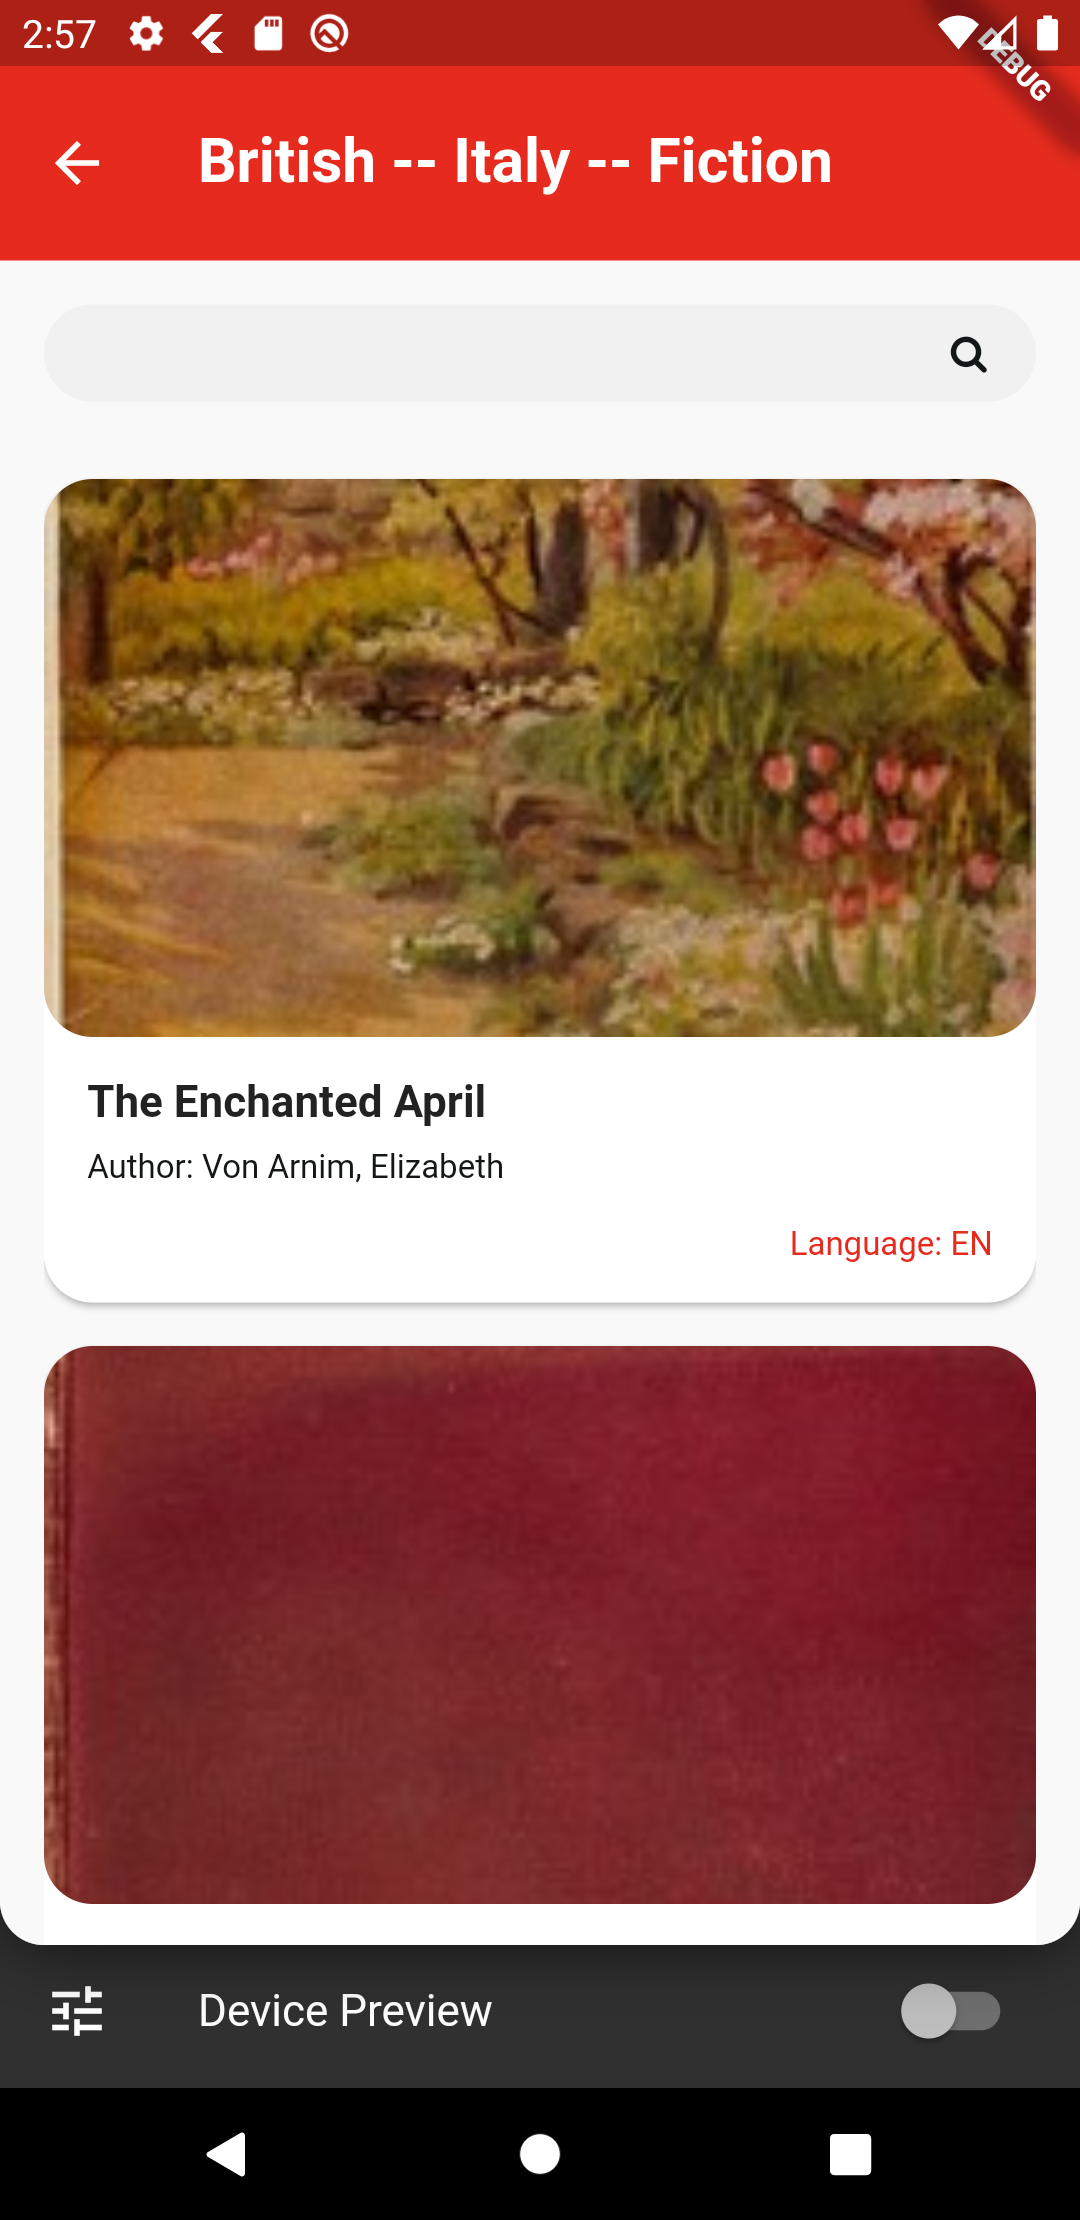 2:57
DEBUG
British -- Italy -- Fiction
The Enchanted April
Author: Von Arnim, Elizabeth
Language: EN
Device Preview